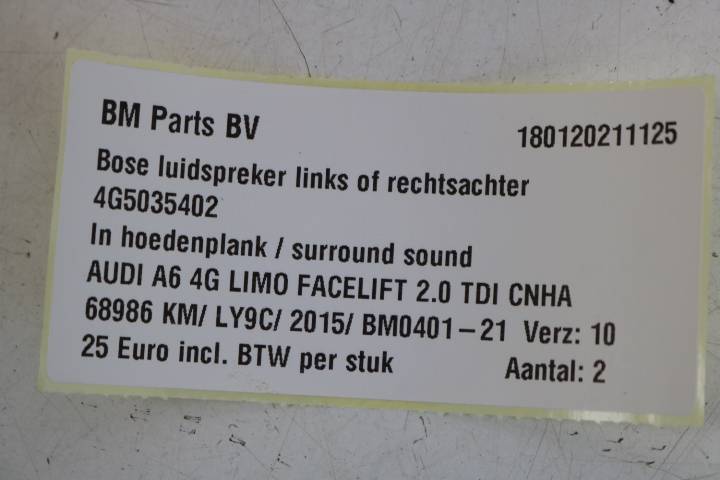 BM Parts BV 180120211125
Bose luidspreker links of rechtsachter
4G5035402
In hoedenplank / surround sound
AUDI A6 4G LIMO FACELIFT 2.0 TDI CNHA
68986 KM/ LY9C/ 2015/ BM0401-21 Verz: 10
25 Euro incl. BTW per stuk Aantal: 2